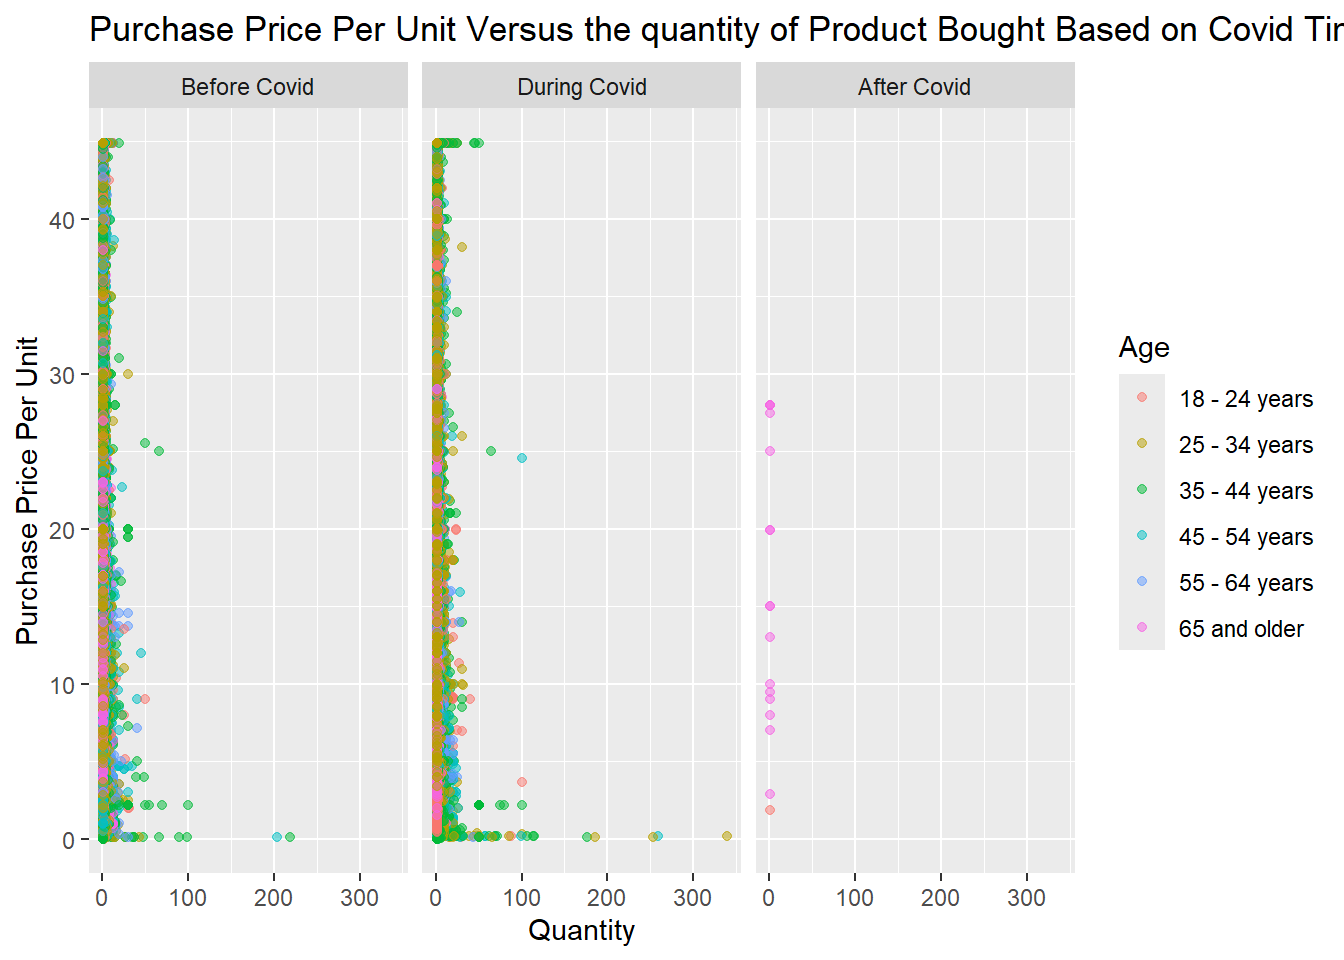 Purchase Price Per Unit Versus the quantity of Product Bought Based on Covid
Before Covid During Covid After Covid
40
30
20
10
0
Purchase Price Per Unit
0 100 200 300 0 100 200 300 0 100 200 300
Quantity
Age
18 - 24 years
25 - 34 years
35 - 44 years
45 - 54 years
55 - 64 years
65 and older